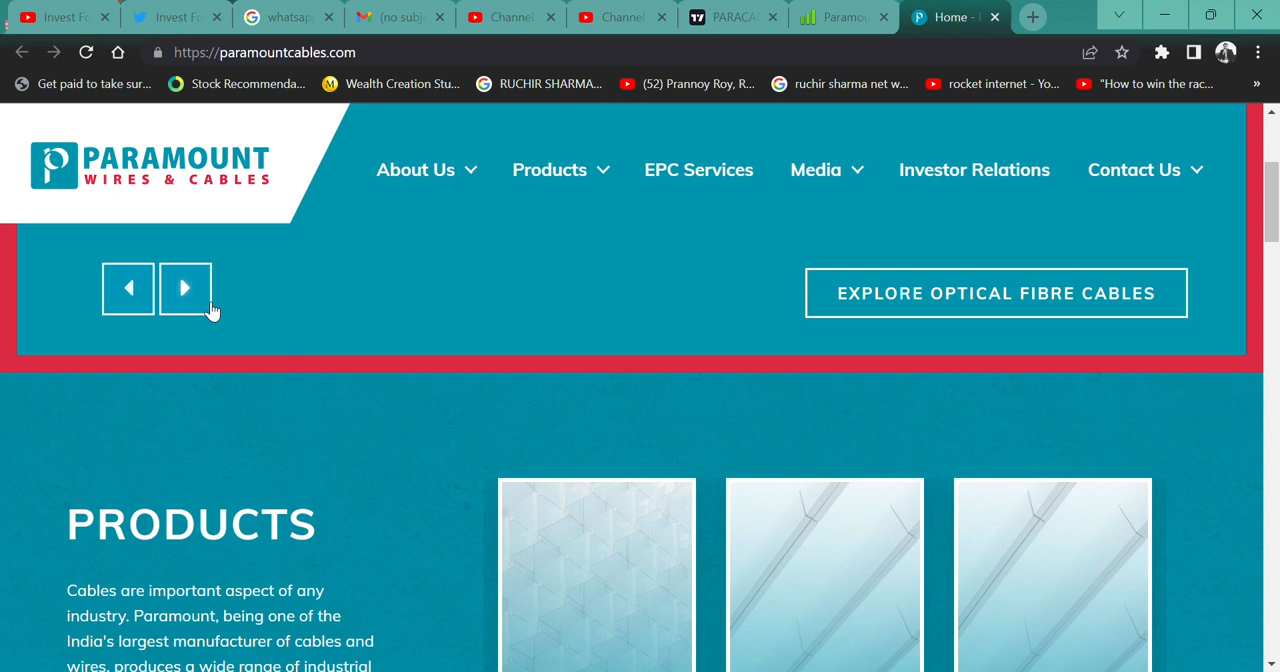 Invest Fo
Invest Fo
whatsap
(no subj
Channel
Channel
PARACA
Paramou
Home -
https://paramountcables.com
Get paid to take sur...
Stock Recommenda...
Wealth Creation Stu...
RUCHIR SHARMA...
(52) Prannoy Roy, R...
ruchir sharma net w...
rocket internet - Yo...
"How to win the rac...
»
PARAMOUNT
WIRES & CABLES
About Us
Products
EPC Services
Media
Investor Relations
Contact Us
EXPLORE OPTICAL FIBRE CABLES
PRODUCTS
Cables are important aspect of any
industry. Paramount, being one of the
India's largest manufacturer of cables and
wires, produces a wide range of industrial